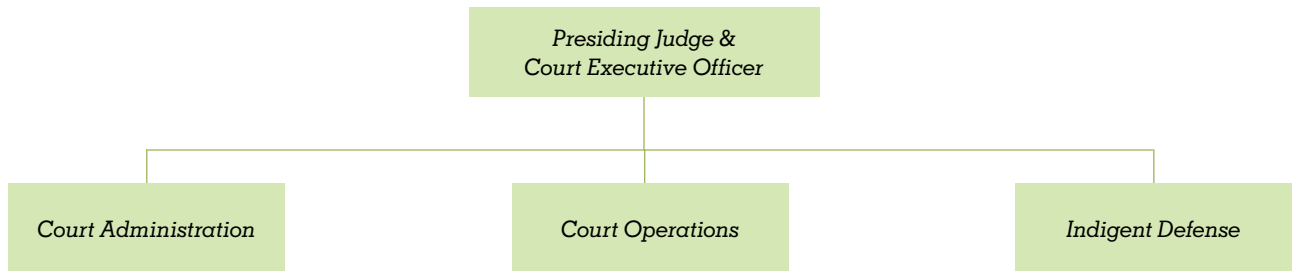 Presiding Judge &
Court Executive Officer
Court Administration
Court Operations
Indigent Defense